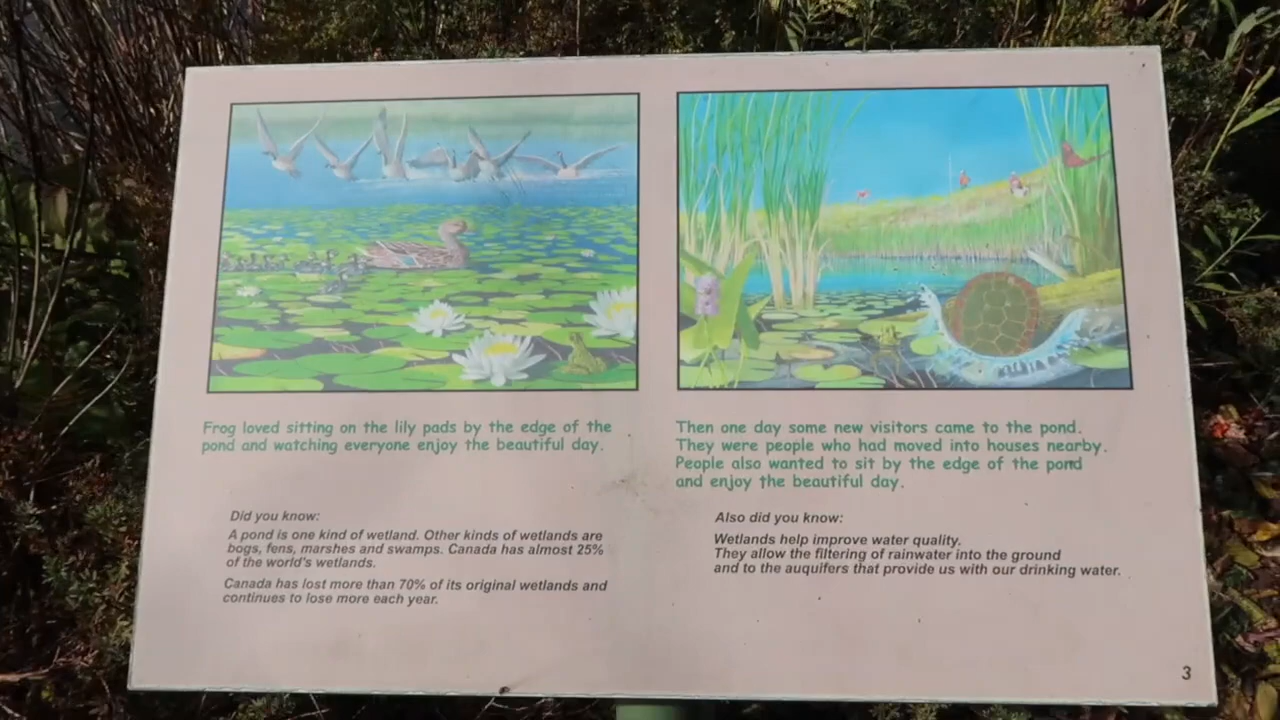 Frog loved sitting on the lily pads by the edge of the
pond and watching everyone enjoy the beautiful day.
Did you know:
A pond is one kind of wetland. Other kinds of wetlands are
bogs, fens, marshes and swamps. Canada has almost 25%
of the world's wetlands.
Canada has lost more than 70% of its original wetlands and
continues to lose more each year.
Then one day some new visitors came to the pond.
They were people who had moved into houses nearby.
People also wanted to sit by the edge of the pond
and enjoy the beautiful day.
Also did you know:
Wetlands help improve water quality.
They allow the filtering of rainwater into the ground
and to the auquifers that provide us with our drinking water.
3